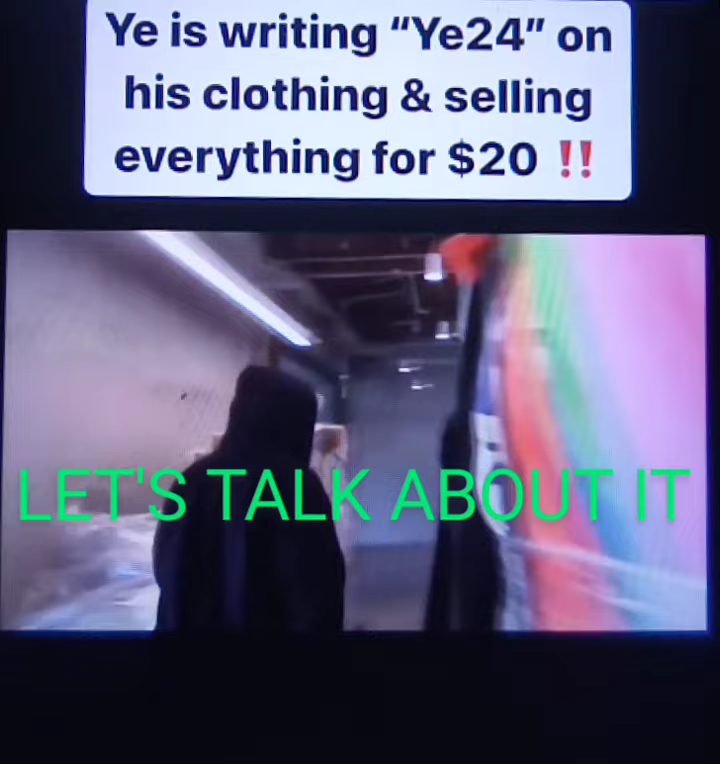 Ye is writing “Ye24” on
his clothing & selling
everything for $20 ‼️
LET'S TALK ABOUT IT